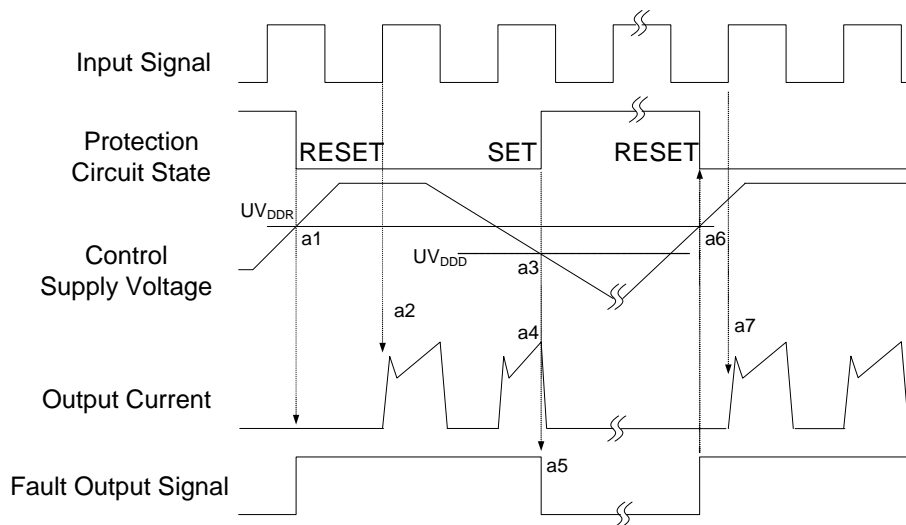 Input Signal
Protection
Circuit State
RESET
SET
RESET
UVDDR
a1
a6
Control
Supply Voltage
UVDDD
a3
a2
a4
a7
Output Current
a5
Fault Output Signal